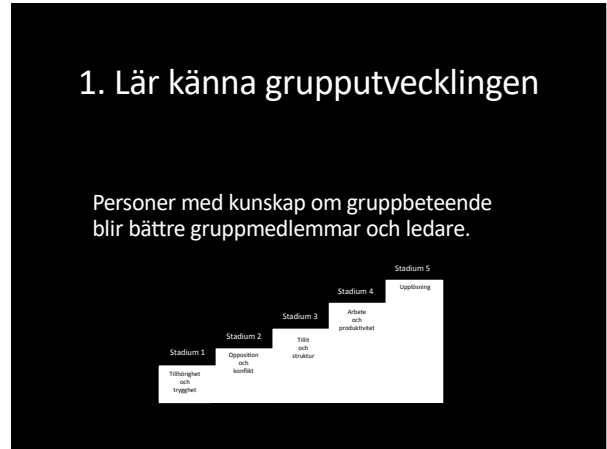 1. Lär känna grupputvecklingen
Personer med kunskap om gruppbeteende
blir bättre gruppmedlemmar och ledare.
Stadium 1
Tillhörighet
och
trygghet
Stadium 2
Opposition
och
konflikt
Stadium 3
Tillit
och
struktur
Stadium 4
Arbete
och
produktivitet
Stadium 5
Upplösning